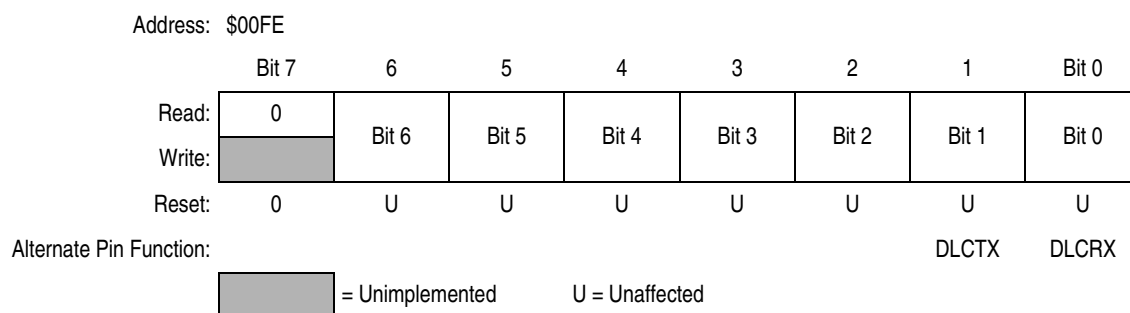 Address: $00FE
Bit 7 6 5 4 3 2 1 Bit 0
Read: 0
Bit 6 Bit 5 Bit 4 Bit 3 Bit 2 Bit 1 Bit 0
Write:
Reset: 0 U U U U U U U
Alternate Pin Function: DLCTX DLCRX
= Unimplemented U = Unaffected